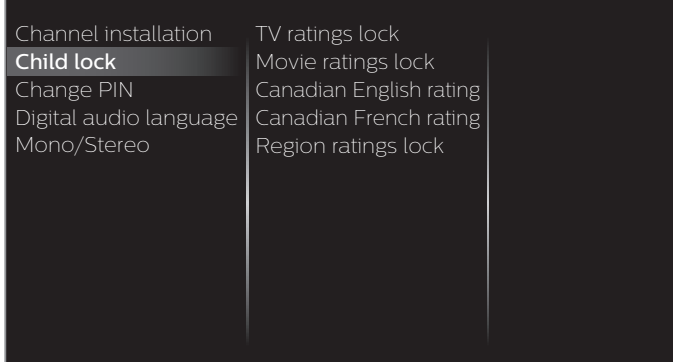 Channel installation
Child lock
Change PIN
Digital audio language
Mono/Stereo
TV ratings lock
Movie ratings lock
Canadian English rating
Canadian French rating
Region ratings lock